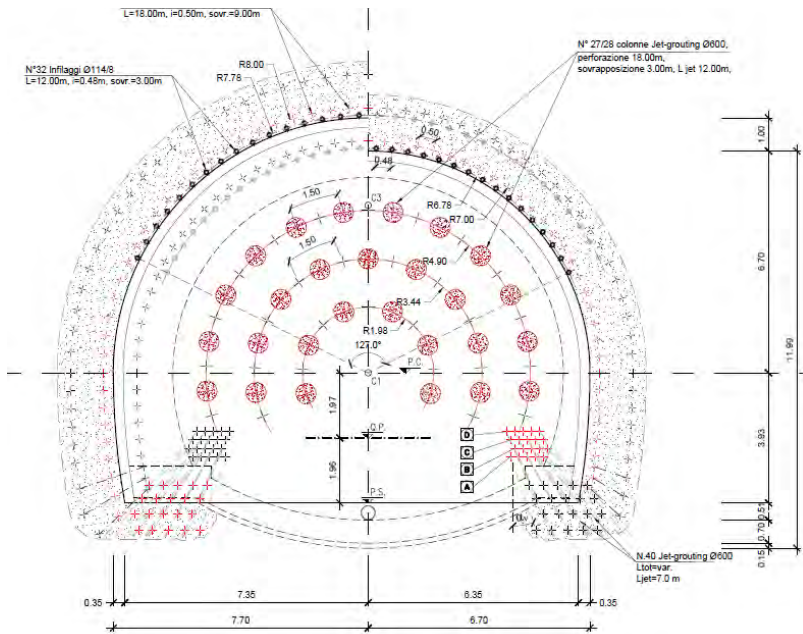 L=18.00m, i=0.50m, sovr.=9.00m
N°32 Infilaggi Ø114/8
L=12.00m, i=0.48m, sovr.=3.00m
R8.00
R7.78
N° 27/28 colonne Jet-grouting Ø600,
perforazione 18.00m,
sovrapposizione 3.00m, L jet 12.00m,
0.50
0.48
1.00
1.50
C3
R6.78
R7.00
1.50
R4.90
6.70
R3.44
R1.98
127.0°
P.C.
C1
11.99
1.97
Q.P.
D
C
B
A
3.93
1.96
P.S.
0.51
0.70
0.15
N.40 Jet-grouting Ø600
Ltot=var.
Ljet=7.0 m
0.35
7.35
6.35
0.35
7.70
6.70